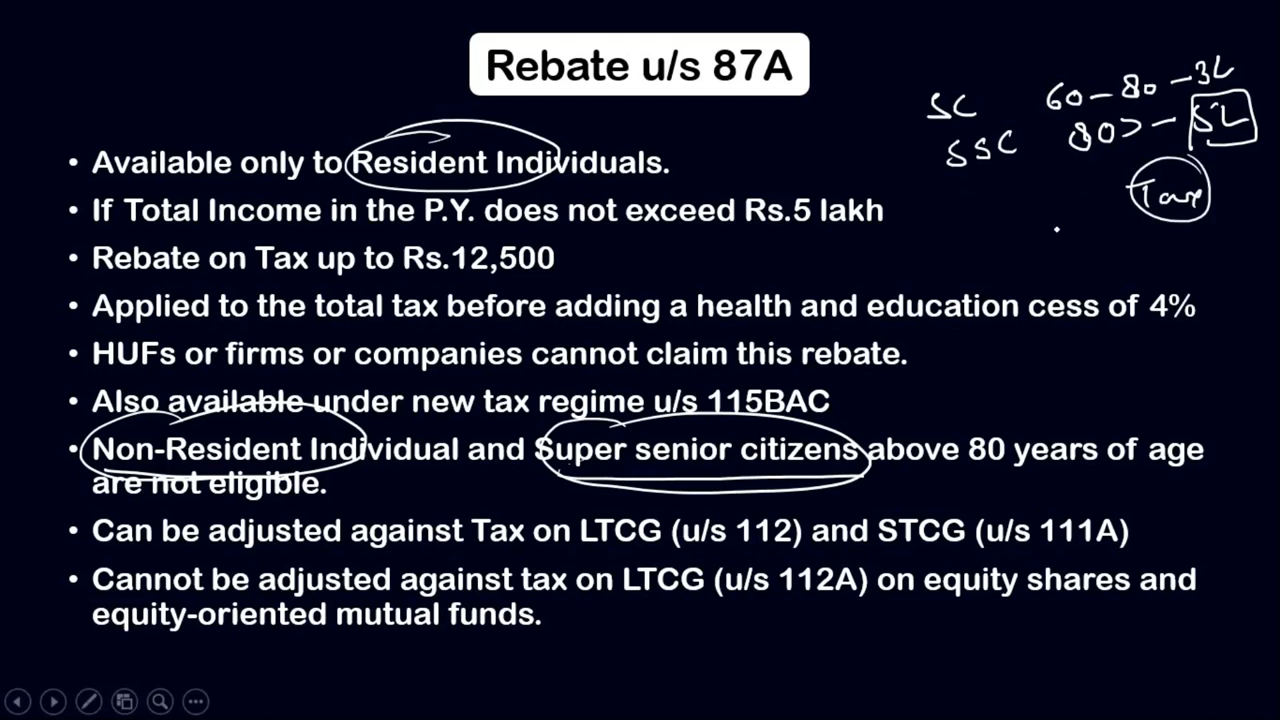 Rebate u/s 87A
SC 60 – 80 – 3L
SSC 80> – 5L
Tax
• Available only to Resident Individuals.
• If Total Income in the P.Y. does not exceed Rs.5 lakh
• Rebate on Tax up to Rs.12,500
• Applied to the total tax before adding a health and education cess of 4%
• HUFs or firms or companies cannot claim this rebate.
• Also available under new tax regime u/s 115BAC
• Non-Resident Individual and Super senior citizens above 80 years of age
are not eligible.
• Can be adjusted against Tax on LTCG (u/s 112) and STCG (u/s 111A)
• Cannot be adjusted against tax on LTCG (u/s 112A) on equity shares and
equity-oriented mutual funds.